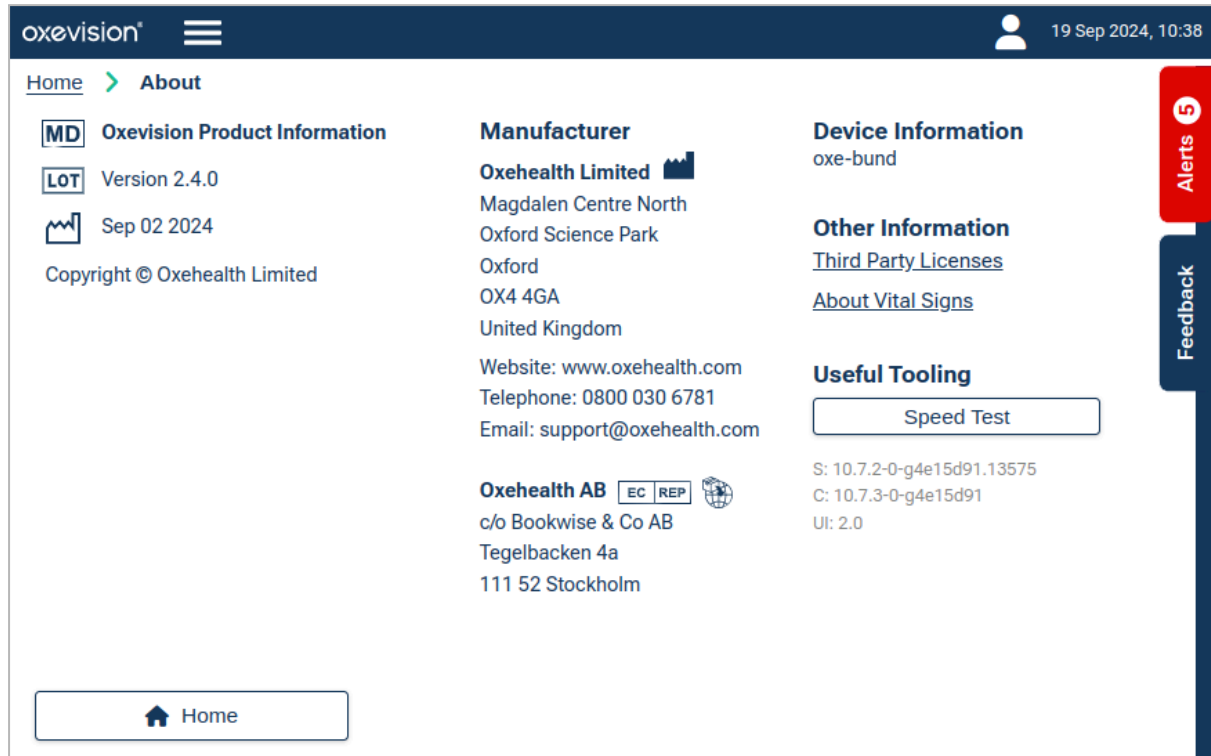 oxevision®
19 Sep 2024, 10:38
Home
About
MD Oxevision Product Information
LOT Version 2.4.0
Sep 02 2024
Copyright © Oxehealth Limited
Manufacturer
Oxehealth Limited
Magdalen Centre North
Oxford Science Park
Oxford
OX4 4GA
United Kingdom
Website: www.oxehealth.com
Telephone: 0800 030 6781
Email: support@oxehealth.com
Oxehealth AB EC REP
c/o Bookwise & Co AB
Tegelbacken 4a
111 52 Stockholm
Device Information
oxe-bund
Other Information
Third Party Licenses
About Vital Signs
Useful Tooling
Speed Test
S: 10.7.2-0-g4e15d91.13575
C: 10.7.3-0-g4e15d91
UI: 2.0
Alerts 5
Feedback
Home